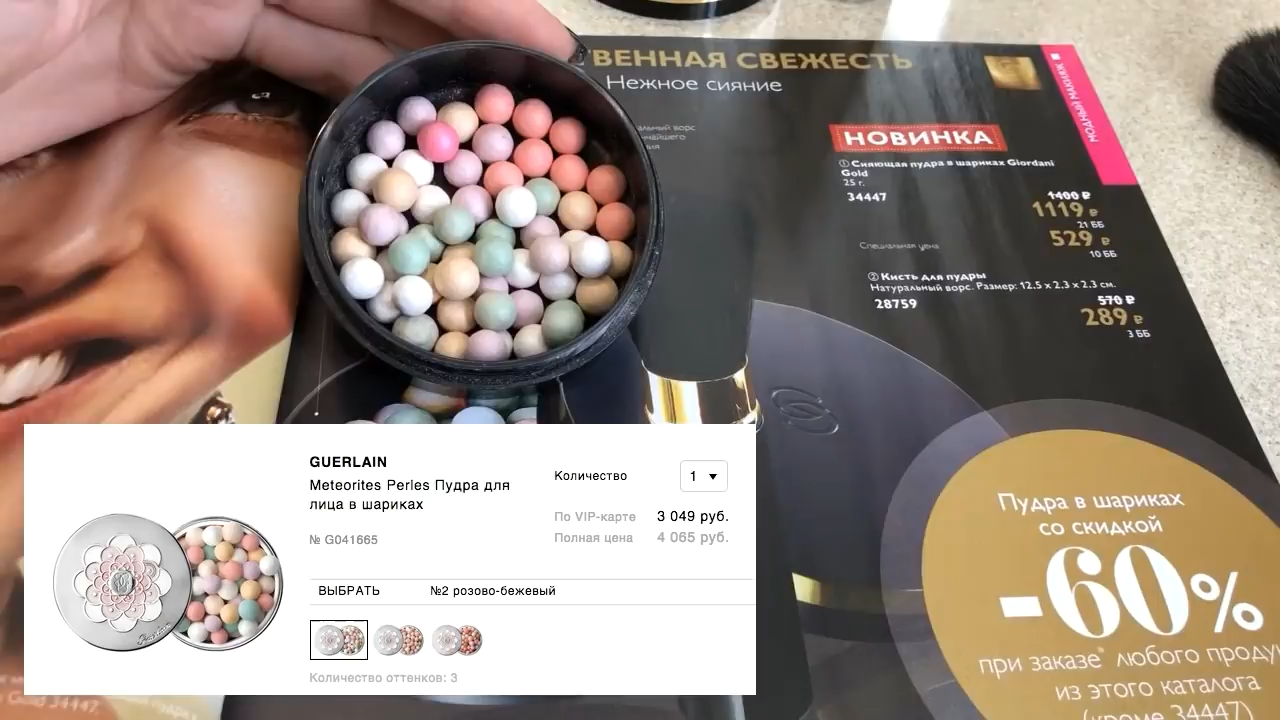 ВЕННАЯ СВЕЖЕСТЬ
Нежное сияние
МОДНЫЙ МАКИЯЖ
НОВИНКА
① Сияющая пудра в шариках Giordani
Gold
25 г.
34447
1400 ₽
1119 ₽
21 ББ
529 ₽
10 ББ
Специальная цена
② Кисть для пудры
Натуральный ворс. Размер: 12.5 x 2.3 x 2.3 см.
28759
570 ₽
289 ₽
3 ББ
Пудра в шариках
со скидкой
-60%
при заказе* любого
из этого каталога
(кроме 34447)
GUERLAIN
Meteorites Perles Пудра для
лица в шариках
№ G041665
Количество
1
По VIP-карте 3 049 руб.
Полная цена 4 065 руб.
ВЫБРАТЬ №2 розово-бежевый
Количество оттенков: 3